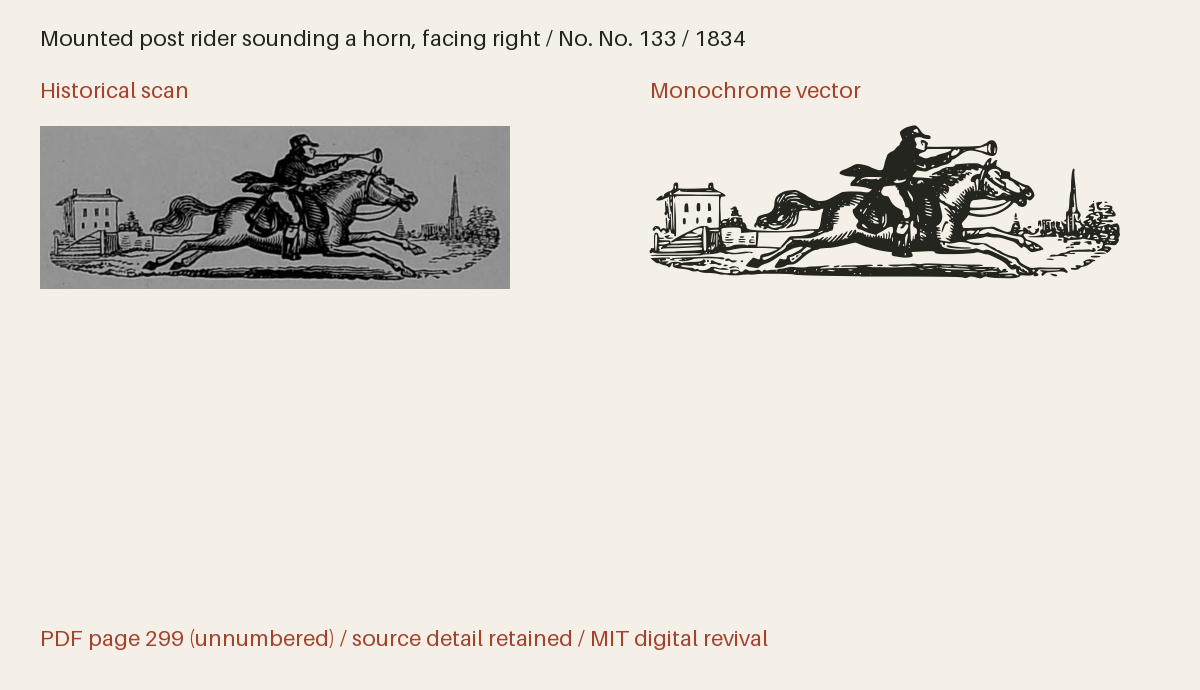 Mounted post rider sounding a horn, facing right / No. No. 133 / 1834
Historical scan
Monochrome vector
PDF page 299 (unnumbered) / source detail retained / MIT digital revival